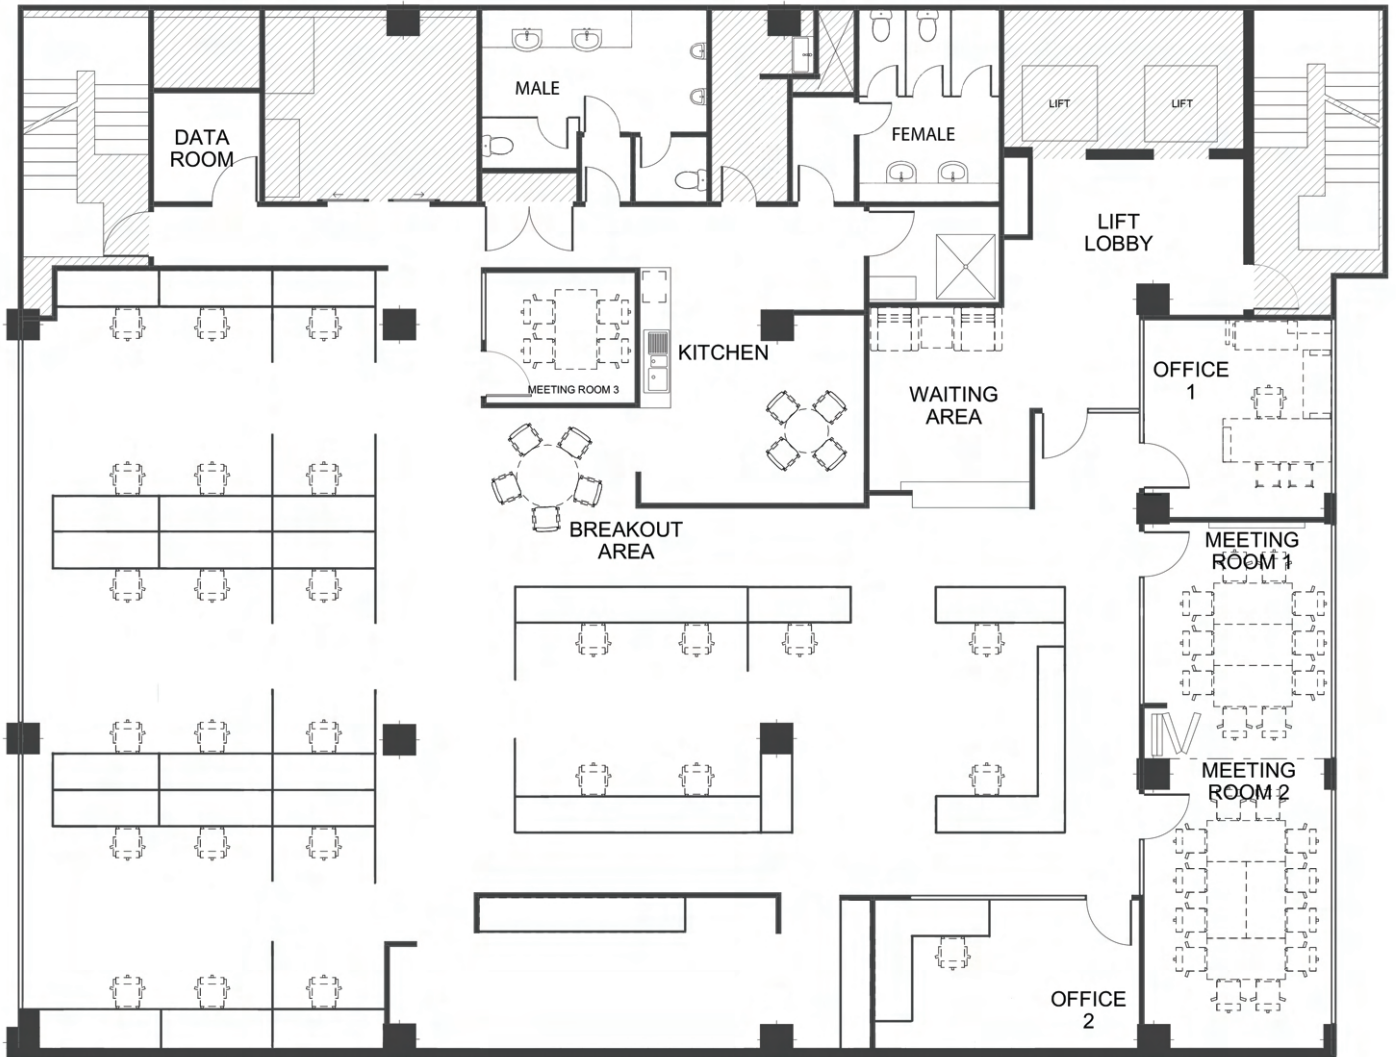 MALE
DATA
ROOM
FEMALE
LIFT
LIFT
LIFT
LOBBY
MEETING ROOM 3
KITCHEN
WAITING
AREA
OFFICE
1
BREAKOUT
AREA
MEETING
ROOM 1
MEETING
ROOM 2
OFFICE
2